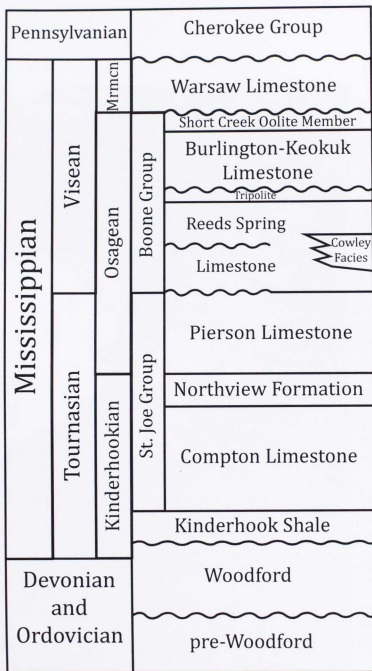 Pennsylvanian
Cherokee Group
Mississippian
Visean
Mrmcn
Warsaw Limestone
Osagean
Boone Group
Short Creek Oolite Member
Burlington-Keokuk
Limestone
Tripolite
Reeds Spring
Limestone
Cowley
Facies
Tournasian
St. Joe Group
Pierson Limestone
Kinderhookian
Northview Formation
Compton Limestone
Kinderhook Shale
Devonian
and
Ordovician
Woodford
pre-Woodford